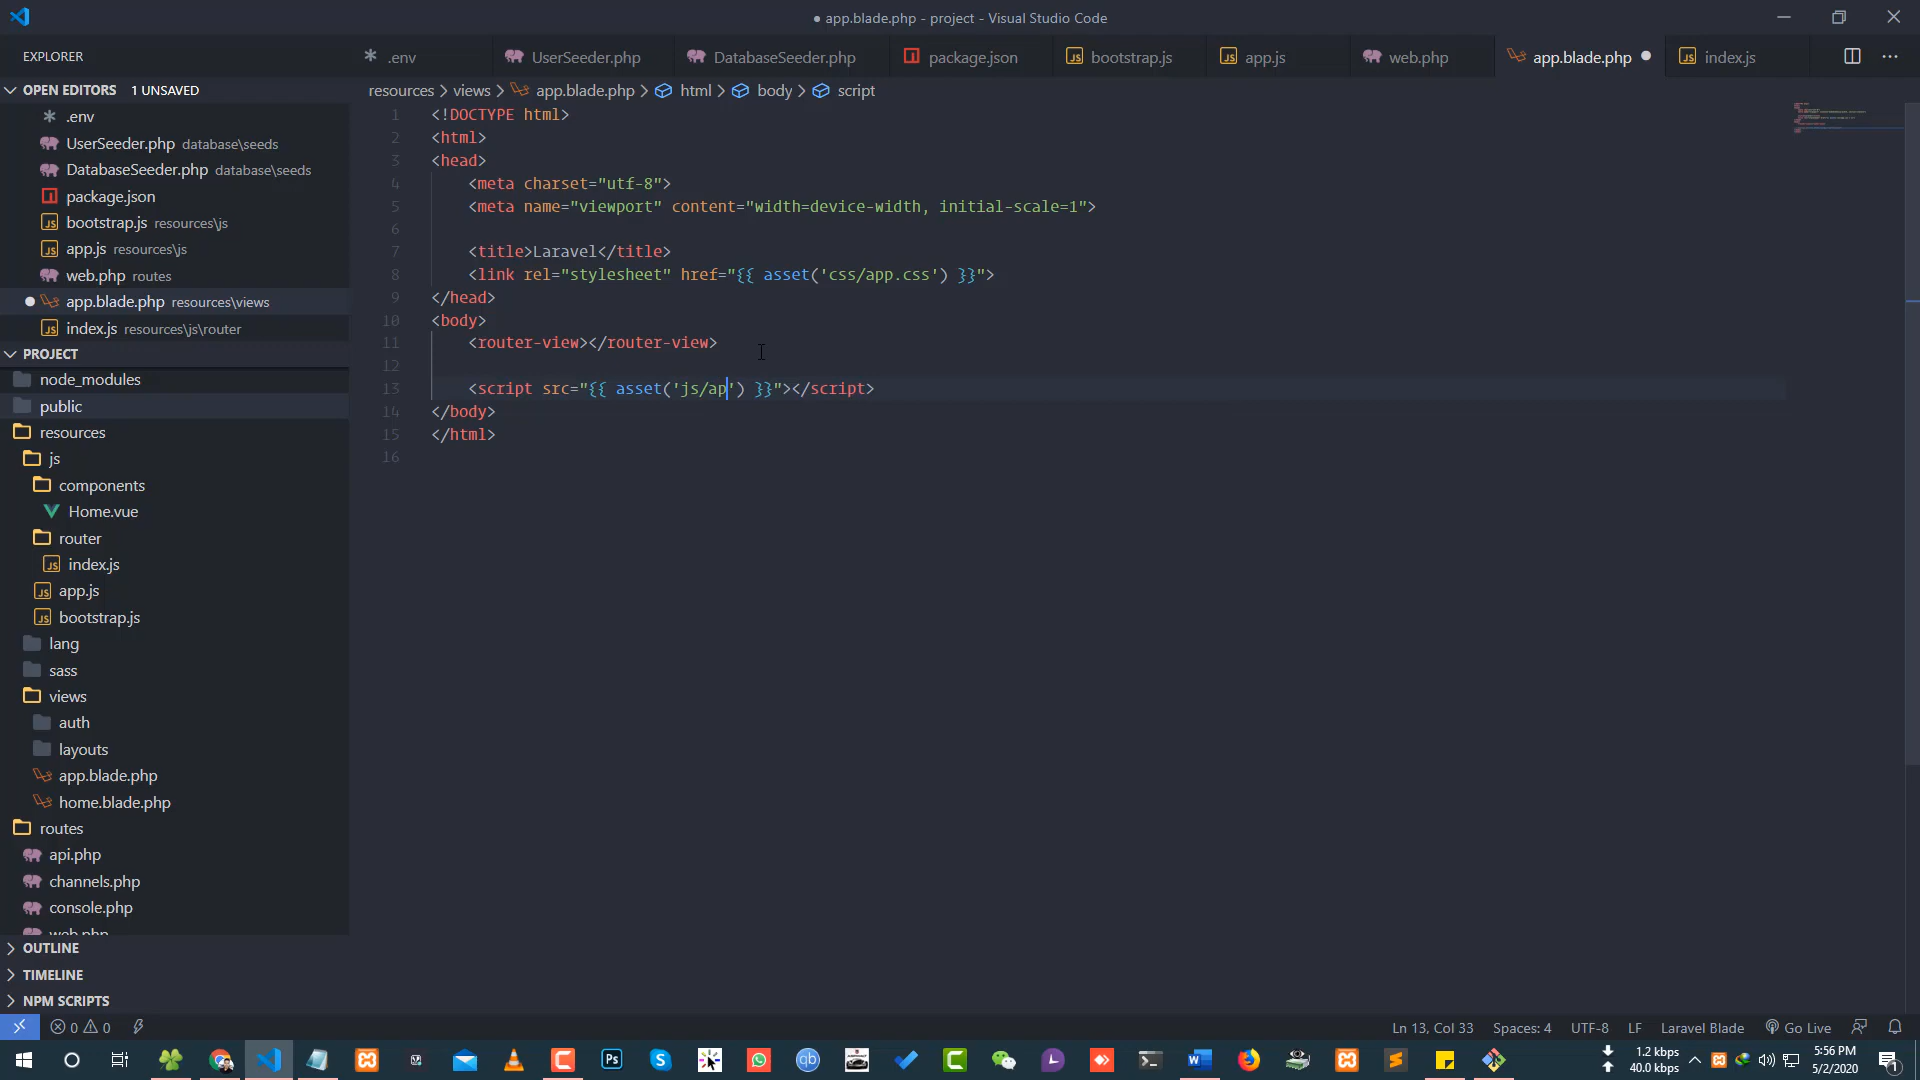 ● app.blade.php - project - Visual Studio Code
EXPLORER
.env
UserSeeder.php
DatabaseSeeder.php
package.json
bootstrap.js
app.js
web.php
app.blade.php ●
index.js
OPEN EDITORS 1 UNSAVED
.env
UserSeeder.php database\seeds
DatabaseSeeder.php database\seeds
package.json
bootstrap.js resources\js
app.js resources\js
web.php routes
app.blade.php resources\views
index.js resources\js\router
PROJECT
node_modules
public
resources
js
components
Home.vue
router
index.js
app.js
bootstrap.js
lang
sass
views
auth
layouts
app.blade.php
home.blade.php
routes
api.php
channels.php
console.php
web.php
OUTLINE
TIMELINE
NPM SCRIPTS
resources > views > app.blade.php > html > body > script
1 <!DOCTYPE html>
2 <html>
3 <head>
4 <meta charset="utf-8">
5 <meta name="viewport" content="width=device-width, initial-scale=1">
6
7 <title>Laravel</title>
8 <link rel="stylesheet" href="{{ asset('css/app.css') }}">
9 </head>
10 <body>
11 <router-view></router-view>
12
13 <script src="{{ asset('js/ap') }}"></script>
14 </body>
15 </html>
16
0 0
Ln 13, Col 33 Spaces: 4 UTF-8 LF Laravel Blade Go Live
1.2 kbps
40.0 kbps
5:56 PM
5/2/2020